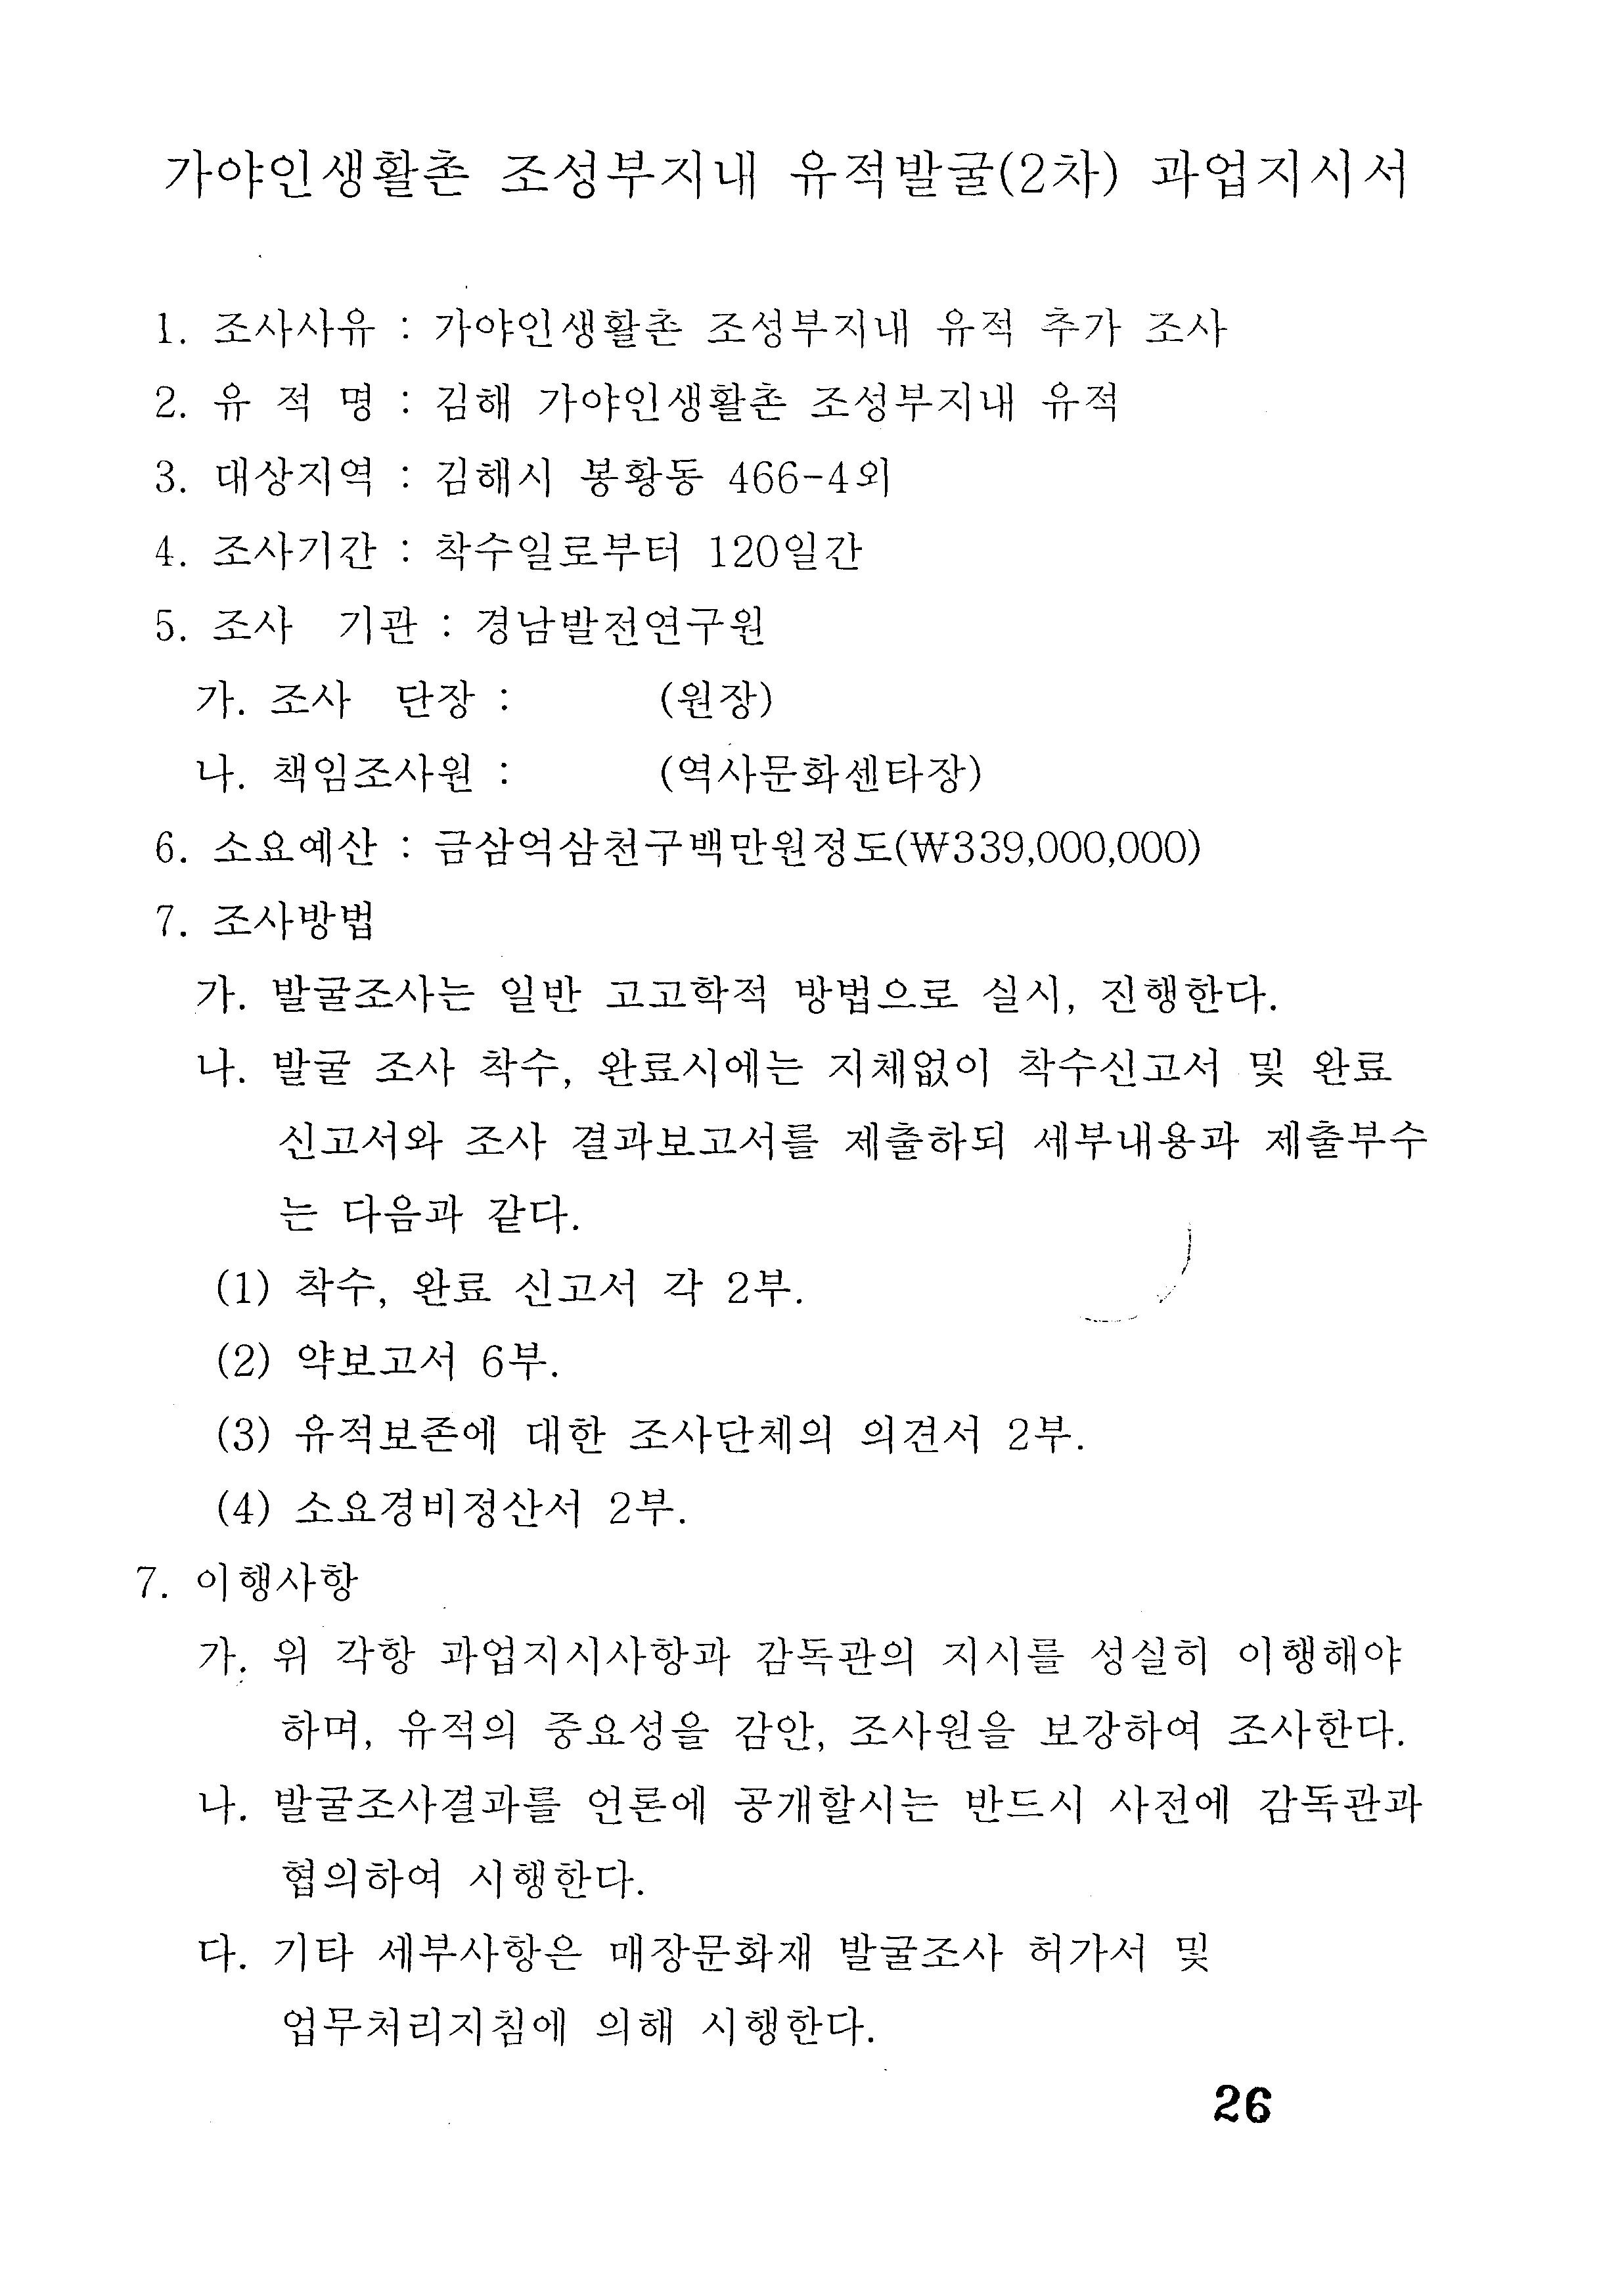 가야인생활촌 조성부지내 유적발굴(2차) 과업지시서
1. 조사사유 : 가야인생활촌 조성부지내 유적 추가 조사
2. 유 적 명 : 김해 가야인생활촌 조성부지내 유적
3. 대상지역 : 김해시 봉황동 466-4외
4. 조사기간 : 착수일로부터 120일간
5. 조사 기관 : 경남발전연구원
가. 조사 단장 : (원장)
나. 책임조사원 : (역사문화센타장)
6. 소요예산 : 금삼억삼천구백만원정도(₩339,000,000)
7. 조사방법
가. 발굴조사는 일반 고고학적 방법으로 실시, 진행한다.
나. 발굴 조사 착수, 완료시에는 지체없이 착수신고서 및 완료
신고서와 조사 결과보고서를 제출하되 세부내용과 제출부수
는 다음과 같다.
(1) 착수, 완료 신고서 각 2부.
(2) 약보고서 6부.
(3) 유적보존에 대한 조사단체의 의견서 2부.
(4) 소요경비정산서 2부.
7. 이행사항
가. 위 각항 과업지시사항과 감독관의 지시를 성실히 이행해야
하며, 유적의 중요성을 감안, 조사원을 보강하여 조사한다.
나. 발굴조사결과를 언론에 공개할시는 반드시 사전에 감독관과
협의하여 시행한다.
다. 기타 세부사항은 매장문화재 발굴조사 허가서 및
업무처리지침에 의해 시행한다.
26